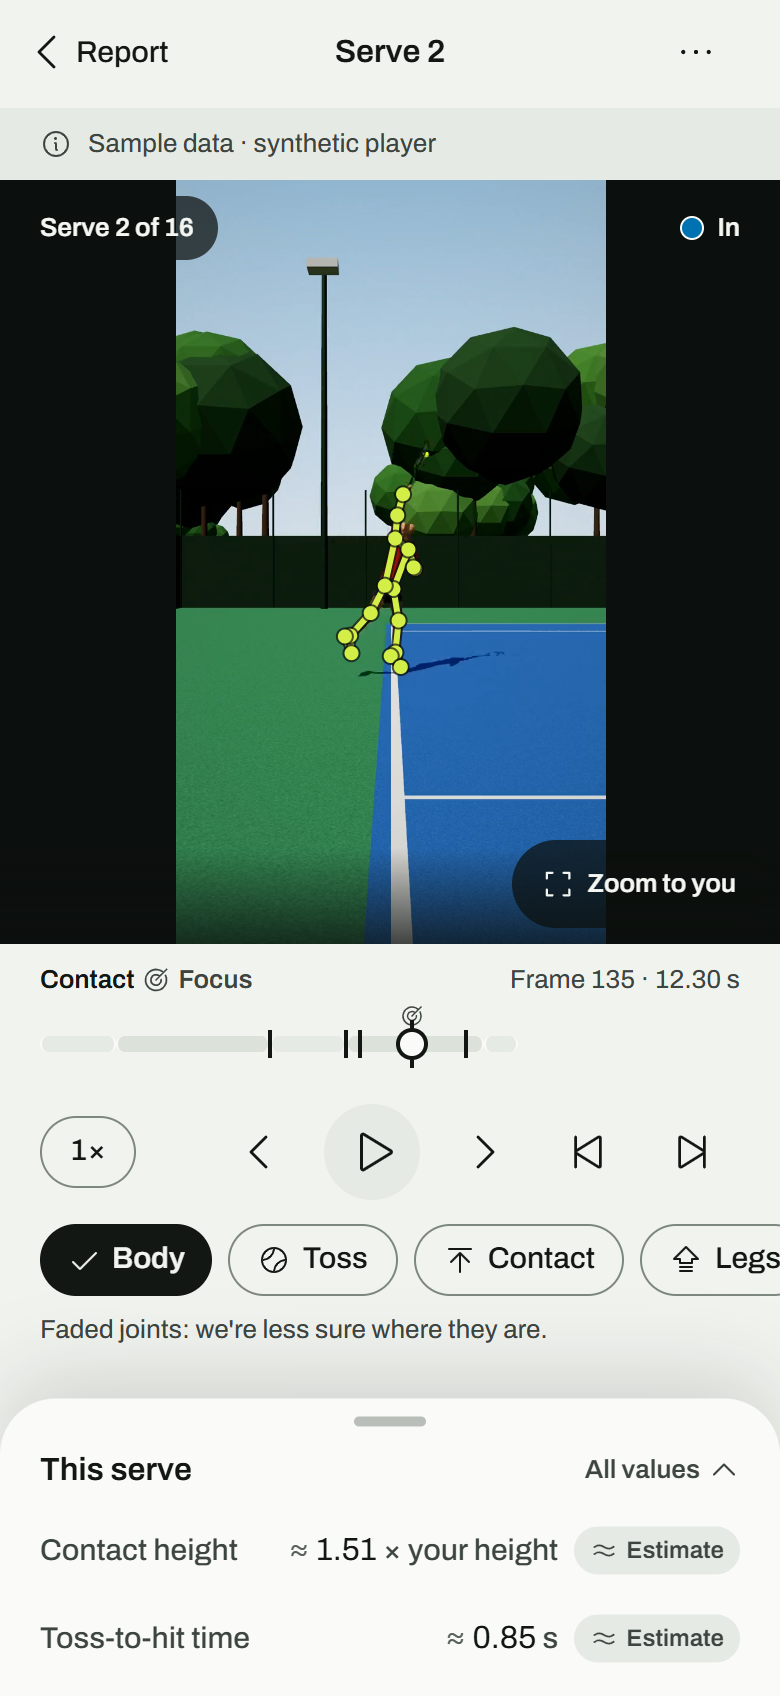 Report
Serve 2
Sample data · synthetic player
Serve 2 of 16
In
Zoom to you
Contact Focus
Frame 135 · 12.30 s
1×
Body
Toss
Contact
Legs
Faded joints: we're less sure where they are.
This serve
All values
Contact height
≈ 1.51 × your height
Estimate
Toss-to-hit time
≈ 0.85 s
Estimate